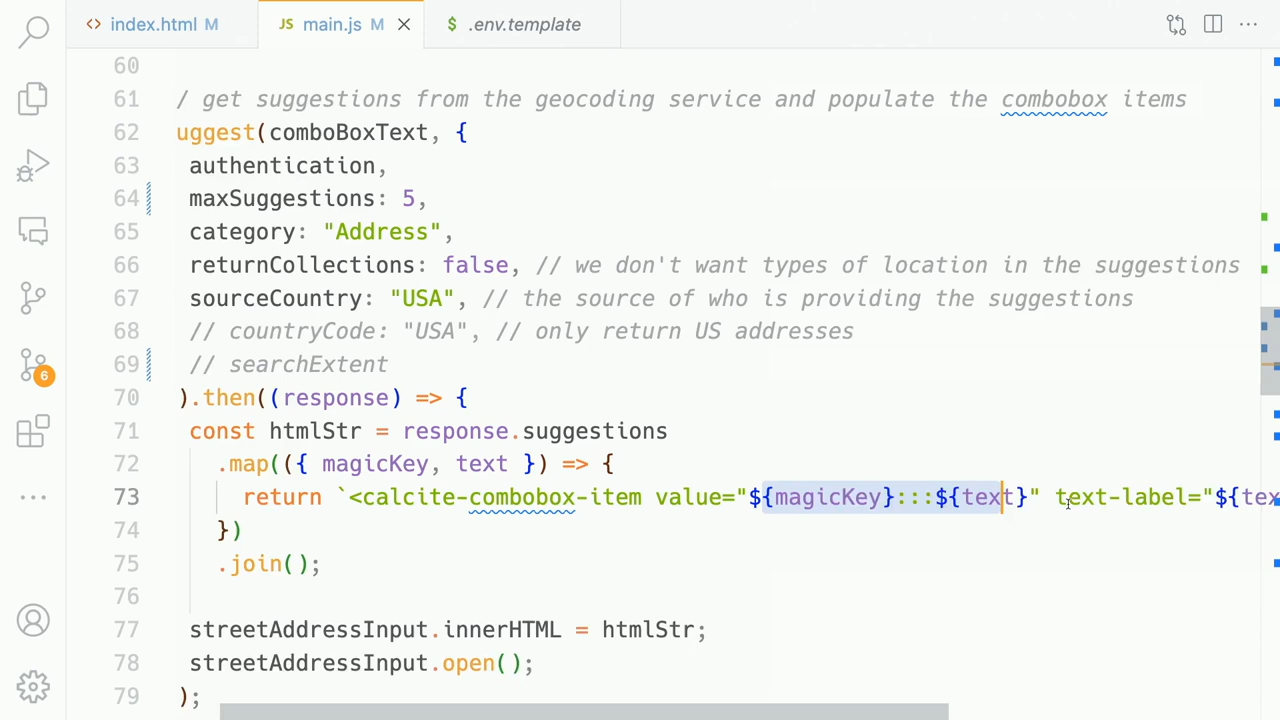 index.html M
JS main.js M
$ .env.template
60
61 / get suggestions from the geocoding service and populate the combobox items
62 uggest(comboBoxText, {
63 authentication,
64 maxSuggestions: 5,
65 category: "Address",
66 returnCollections: false, // we don't want types of location in the suggestions
67 sourceCountry: "USA", // the source of who is providing the suggestions
68 // countryCode: "USA", // only return US addresses
69 // searchExtent
70 ).then((response) => {
71 const htmlStr = response.suggestions
72 .map(({ magicKey, text }) => {
73 return `<calcite-combobox-item value="${magicKey}:::${text}" text-label="${tex
74 })
75 .join();
76
77 streetAddressInput.innerHTML = htmlStr;
78 streetAddressInput.open();
79 );
6